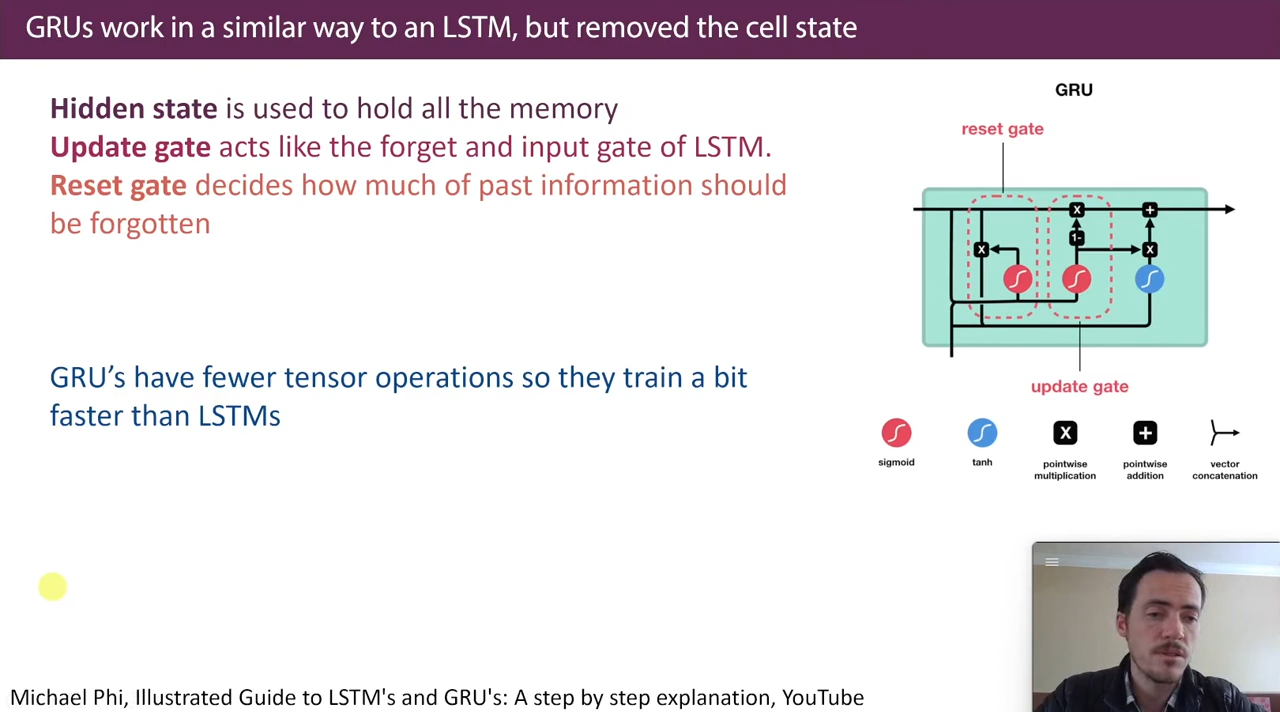 GRUs work in a similar way to an LSTM, but removed the cell state
Hidden state is used to hold all the memory
Update gate acts like the forget and input gate of LSTM.
Reset gate decides how much of past information should
be forgotten
GRU’s have fewer tensor operations so they train a bit
faster than LSTMs
GRU
reset gate
x
+
1-
x
x
update gate
x
+
sigmoid
tanh
pointwise
multiplication
pointwise
addition
vector
concatenation
Michael Phi, Illustrated Guide to LSTM's and GRU's: A step by step explanation, YouTube